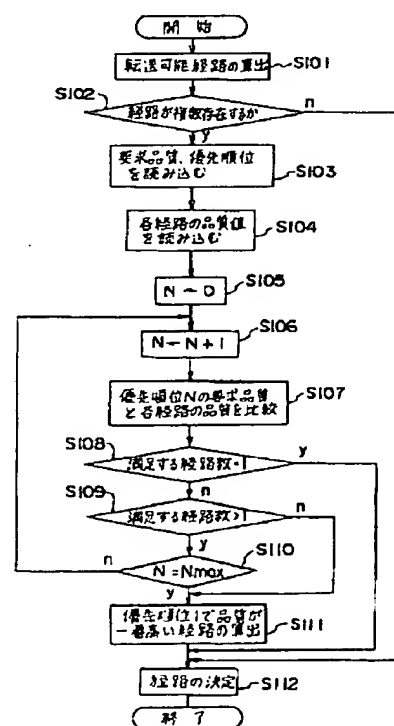 開始
転送可能経路の算出
S101
S102
経路が複数存在するか
n
y
要求品質、優先順位
を読み込む
S103
各経路の品質値
を読み込む
S104
S105
N←0
S106
N←N+1
優先順位Nの要求品質
と各経路の品質を比較
S107
S108
満足する経路数=1
y
n
S109
満足する経路数>1
n
y
S110
n
N=Nmax
y
優先順位1で品質が
一番高い経路の算出
S111
経路の決定
S112
終了